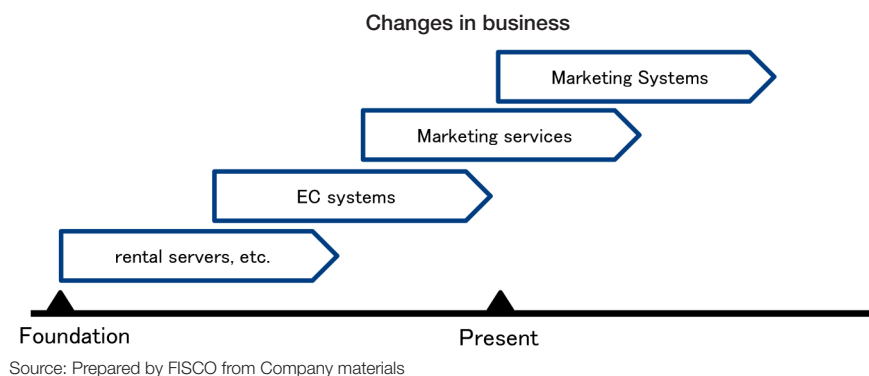 Changes in business
Marketing Systems
Marketing services
EC systems
rental servers, etc.
Foundation
Present
Source: Prepared by FISCO from Company materials